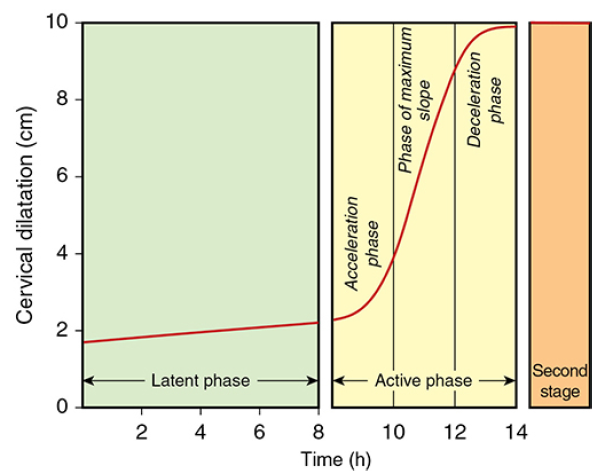 10
8
6
4
2
0
Cervical dilatation (cm)
Latent phase
2
4
6
8
Acceleration
phase
Phase of maximum
slope
Deceleration
phase
Active phase
10
12
14
Second
stage
Time (h)